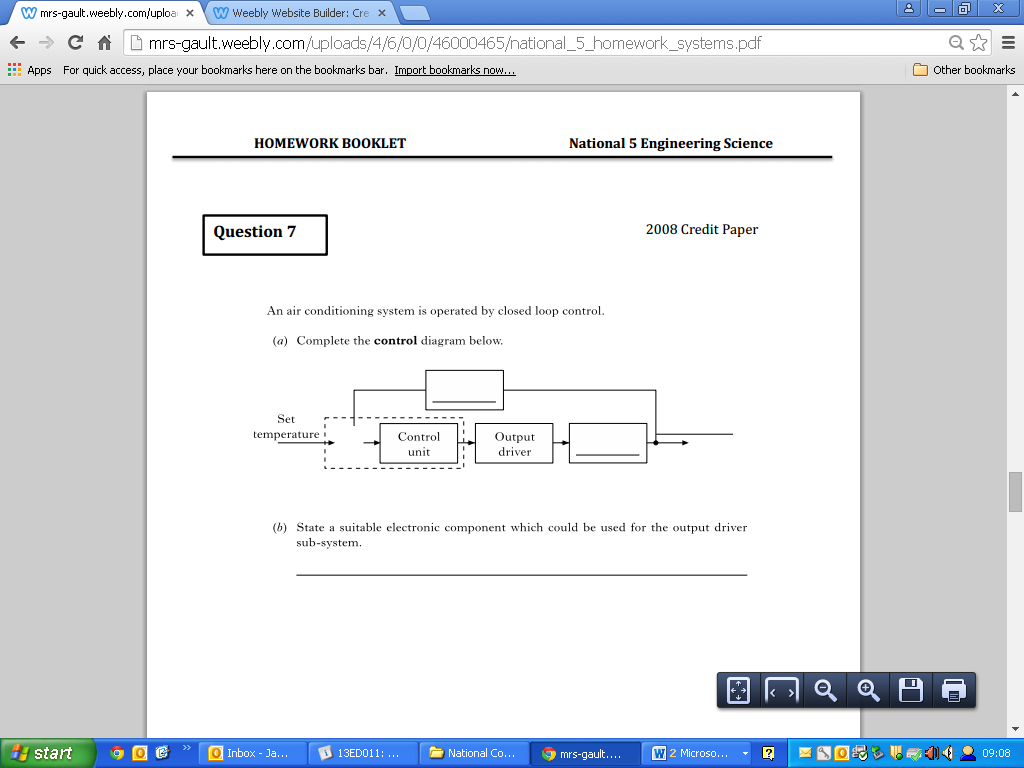 mrs-gault.weebly.com/uploa
Weebly Website Builder: Cre
mrs-gault.weebly.com/uploads/4/6/0/0/46000465/national_5_homework_systems.pdf
Apps For quick access, place your bookmarks here on the bookmarks bar. Import bookmarks now... Other bookmarks
HOMEWORK BOOKLET National 5 Engineering Science
Question 7 2008 Credit Paper
An air conditioning system is operated by closed loop control.
(a) Complete the control diagram below.
Set
temperature
Control
unit
Output
driver
(b) State a suitable electronic component which could be used for the output driver
sub-system.
start Inbox - Ja... 13ED011: ... National Co... mrs-gault.... 2 Microso... 09:08